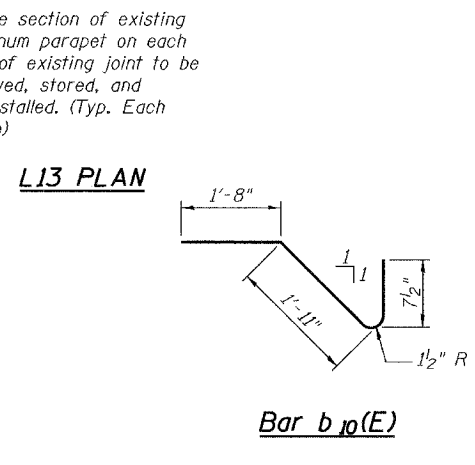 e section of existing
num parapet on each
of existing joint to be
ved, stored, and
stalled. (Typ. Each
)
L13 PLAN
1'-8"
1
1
1'-11"
7½"
1½" R
Bar b10(E)